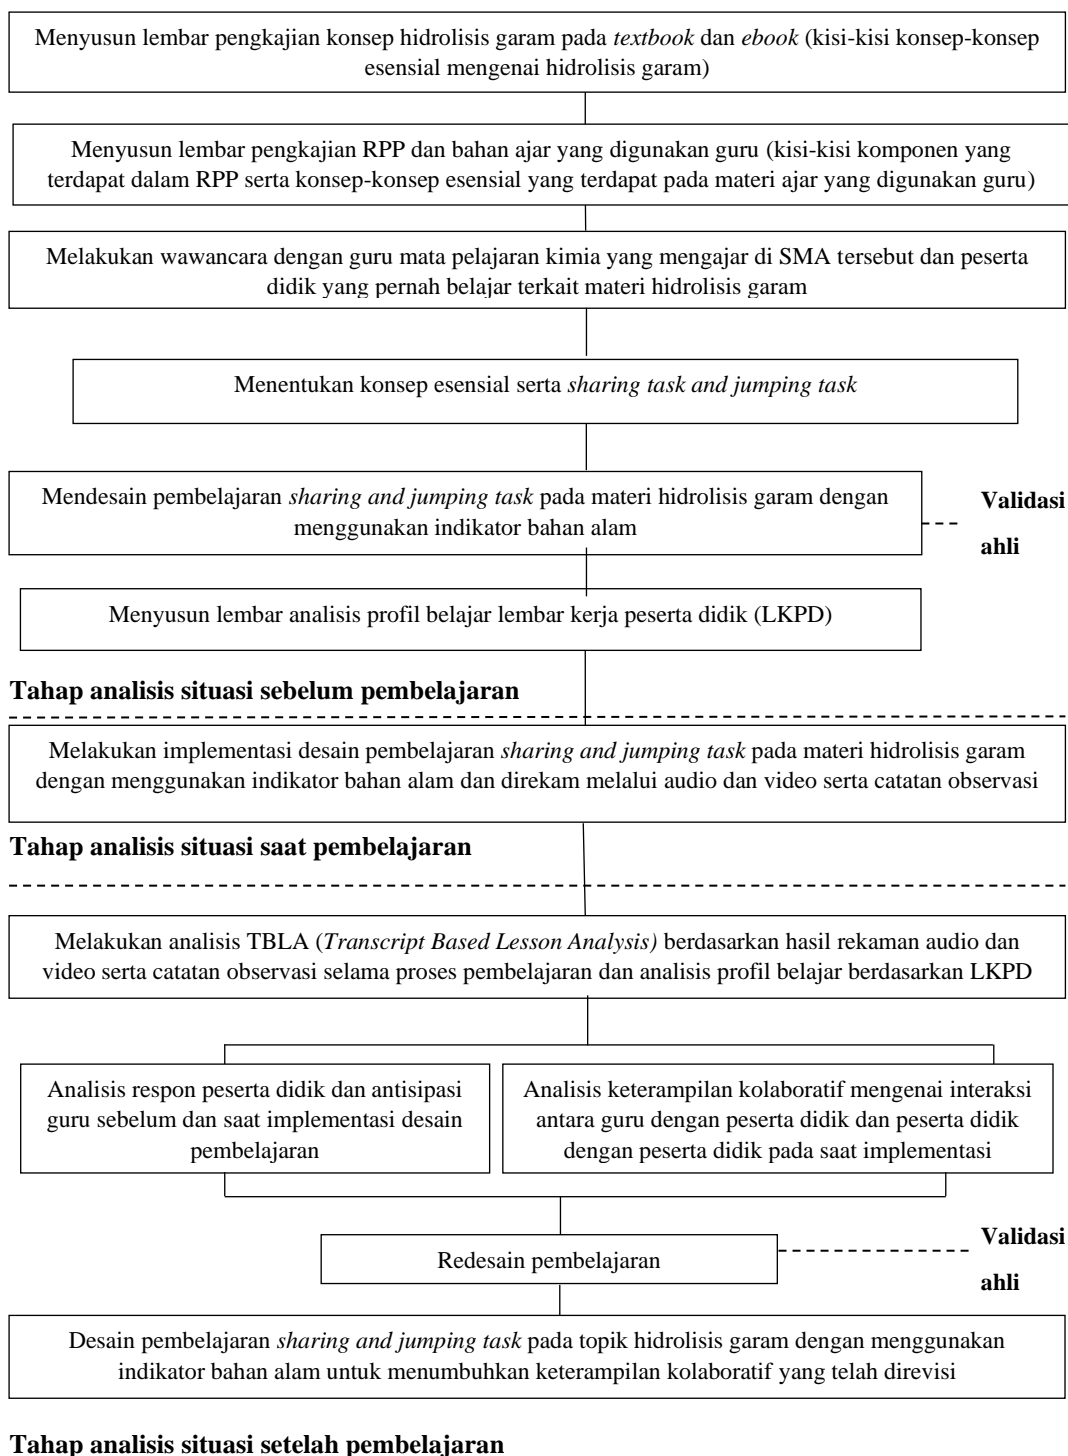 Menyusun lembar pengkajian konsep hidrolisis garam pada textbook dan ebook (kisi-kisi konsep-konsep
esensial mengenai hidrolisis garam)
Menyusun lembar pengkajian RPP dan bahan ajar yang digunakan guru (kisi-kisi komponen yang
terdapat dalam RPP serta konsep-konsep esensial yang terdapat pada materi ajar yang digunakan guru)
Melakukan wawancara dengan guru mata pelajaran kimia yang mengajar di SMA tersebut dan peserta
didik yang pernah belajar terkait materi hidrolisis garam
Menentukan konsep esensial serta sharing task and jumping task
Mendesain pembelajaran sharing and jumping task pada materi hidrolisis garam dengan
menggunakan indikator bahan alam
Validasi
ahli
Menyusun lembar analisis profil belajar lembar kerja peserta didik (LKPD)
Tahap analisis situasi sebelum pembelajaran
Melakukan implementasi desain pembelajaran sharing and jumping task pada materi hidrolisis garam
dengan menggunakan indikator bahan alam dan direkam melalui audio dan video serta catatan observasi
Tahap analisis situasi saat pembelajaran
Melakukan analisis TBLA (Transcript Based Lesson Analysis) berdasarkan hasil rekaman audio dan
video serta catatan observasi selama proses pembelajaran dan analisis profil belajar berdasarkan LKPD
Analisis respon peserta didik dan antisipasi
guru sebelum dan saat implementasi desain
pembelajaran
Analisis keterampilan kolaboratif mengenai interaksi
antara guru dengan peserta didik dan peserta didik
dengan peserta didik pada saat implementasi
Redesain pembelajaran
Validasi
ahli
Desain pembelajaran sharing and jumping task pada topik hidrolisis garam dengan menggunakan
indikator bahan alam untuk menumbuhkan keterampilan kolaboratif yang telah direvisi
Tahap analisis situasi setelah pembelajaran